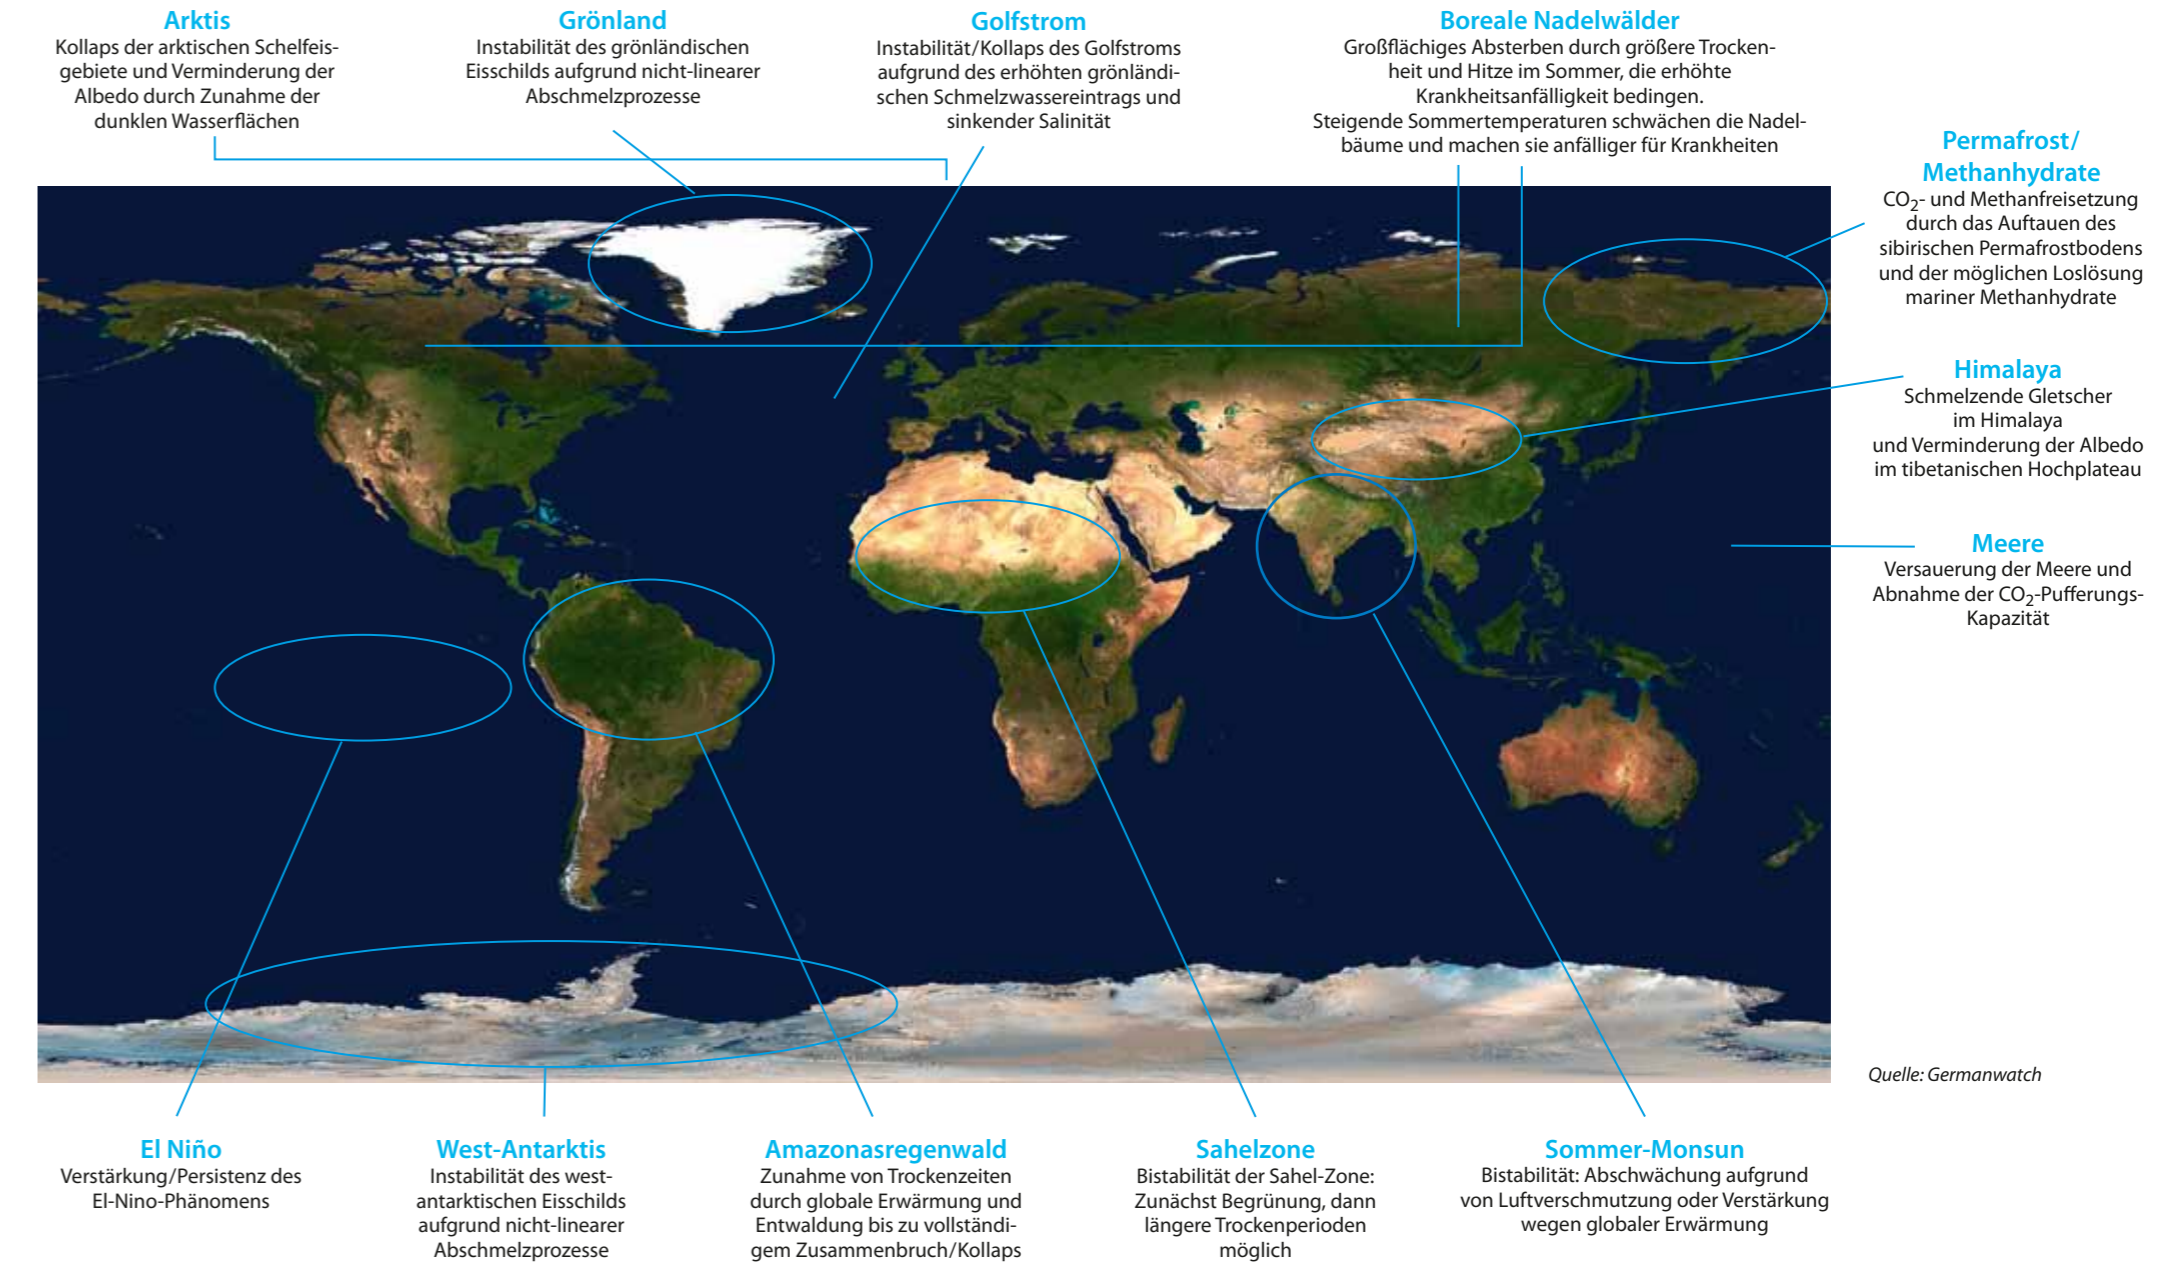 Arktis
Kollaps der arktischen Schelfeis-
gebiete und Verminderung der
Albedo durch Zunahme der
dunklen Wasserflächen
Grönland
Instabilität des grönländischen
Eisschilds aufgrund nicht-linearer
Abschmelzprozesse
Golfstrom
Instabilität/Kollaps des Golfstroms
aufgrund des erhöhten grönländi-
schen Schmelzwassereintrags und
sinkender Salinität
Boreale Nadelwälder
Großflächiges Absterben durch größere Trocken-
heit und Hitze im Sommer, die erhöhte
Krankheitsanfälligkeit bedingen.
Steigende Sommertemperaturen schwächen die Nadel-
bäume und machen sie anfälliger für Krankheiten
Permafrost/
Methanhydrate
CO₂- und Methanfreisetzung
durch das Auftauen des
sibirischen Permafrostbodens
und der möglichen Loslösung
mariner Methanhydrate
Himalaya
Schmelzende Gletscher
im Himalaya
und Verminderung der Albedo
im tibetanischen Hochplateau
Meere
Versauerung der Meere und
Abnahme der CO₂-Pufferungs-
Kapazität
Quelle: Germanwatch
El Niño
Verstärkung/Persistenz des
El-Nino-Phänomens
West-Antarktis
Instabilität des west-
antarktischen Eisschilds
aufgrund nicht-linearer
Abschmelzprozesse
Amazonasregenwald
Zunahme von Trockenzeiten
durch globale Erwärmung und
Entwaldung bis zu vollständi-
gem Zusammenbruch/Kollaps
Sahelzone
Bistabilität der Sahel-Zone:
Zunächst Begrünung, dann
längere Trockenperioden
möglich
Sommer-Monsun
Bistabilität: Abschwächung aufgrund
von Luftverschmutzung oder Verstärkung
wegen globaler Erwärmung